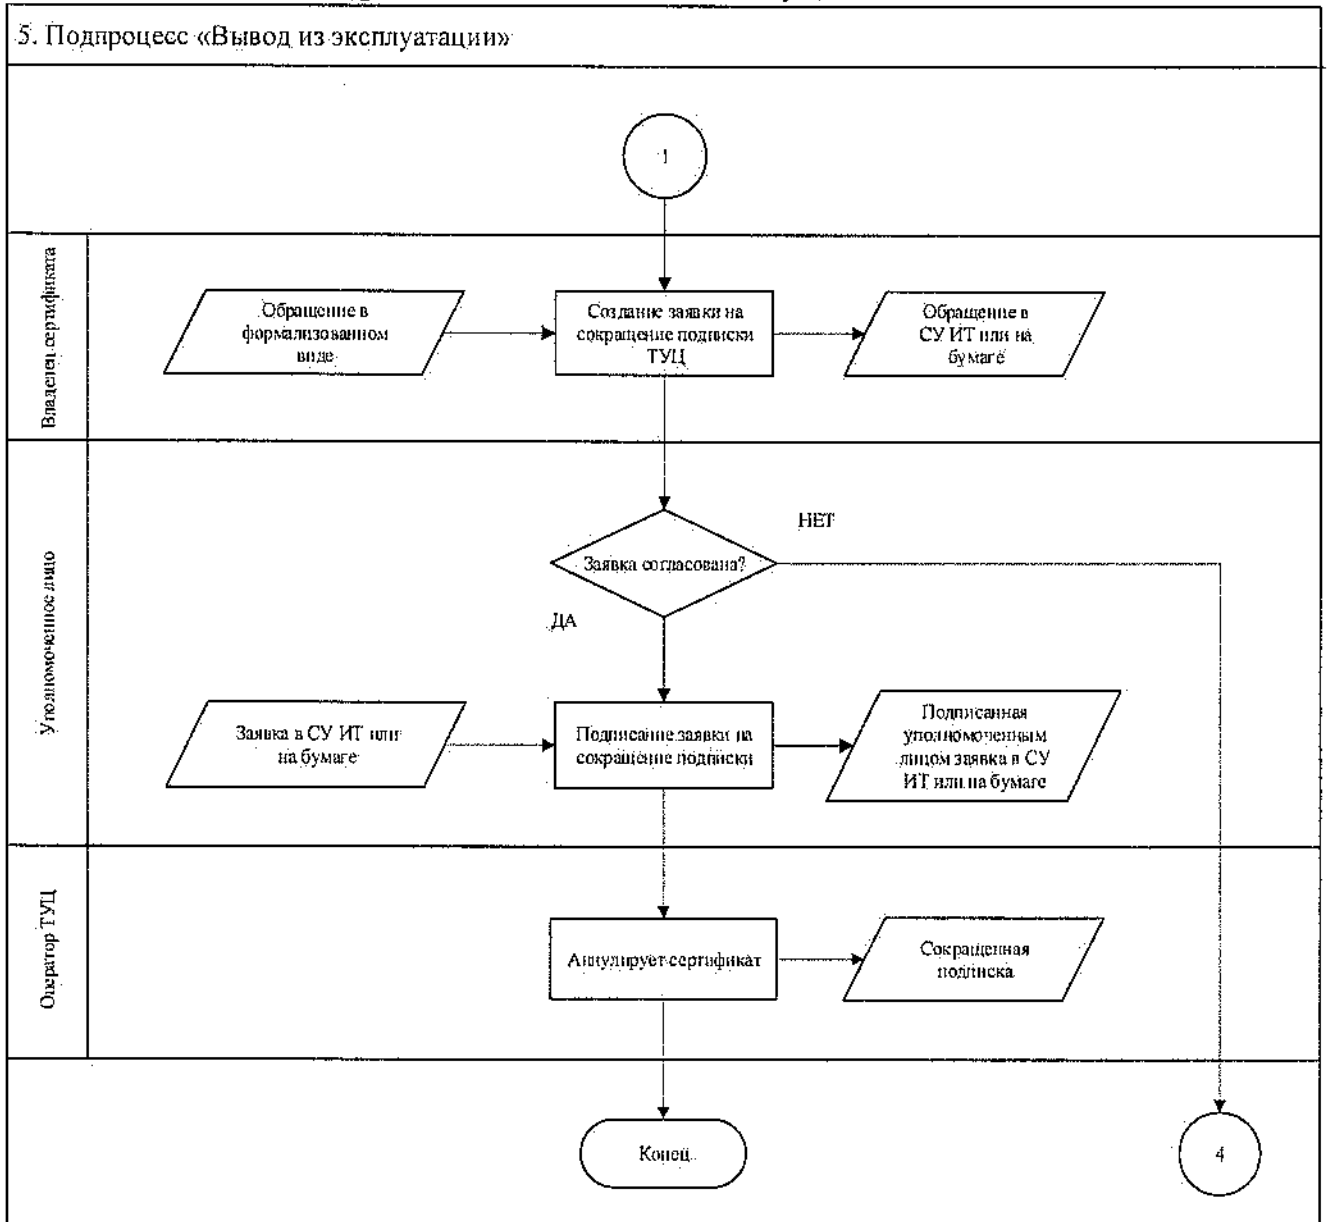 5. Подпроцесс «Вывод из эксплуатации»
1
Владелец сертификата
Обращение в
формализованном
виде
Создание заявки на
сокращение подписки
ТУЦ
Обращение в
СУ ИТ или на
бумаге
Уполномоченное лицо
НЕТ
Заявка согласована?
ДА
Заявка в СУ ИТ или
на бумаге
Подписание заявки на
сокращение подписки
Подписанная
уполномоченным
лицом заявка в СУ
ИТ или на бумаге
Оператор ТУЦ
Аннулирует сертификат
Сокращенная
подписка
Конец
4